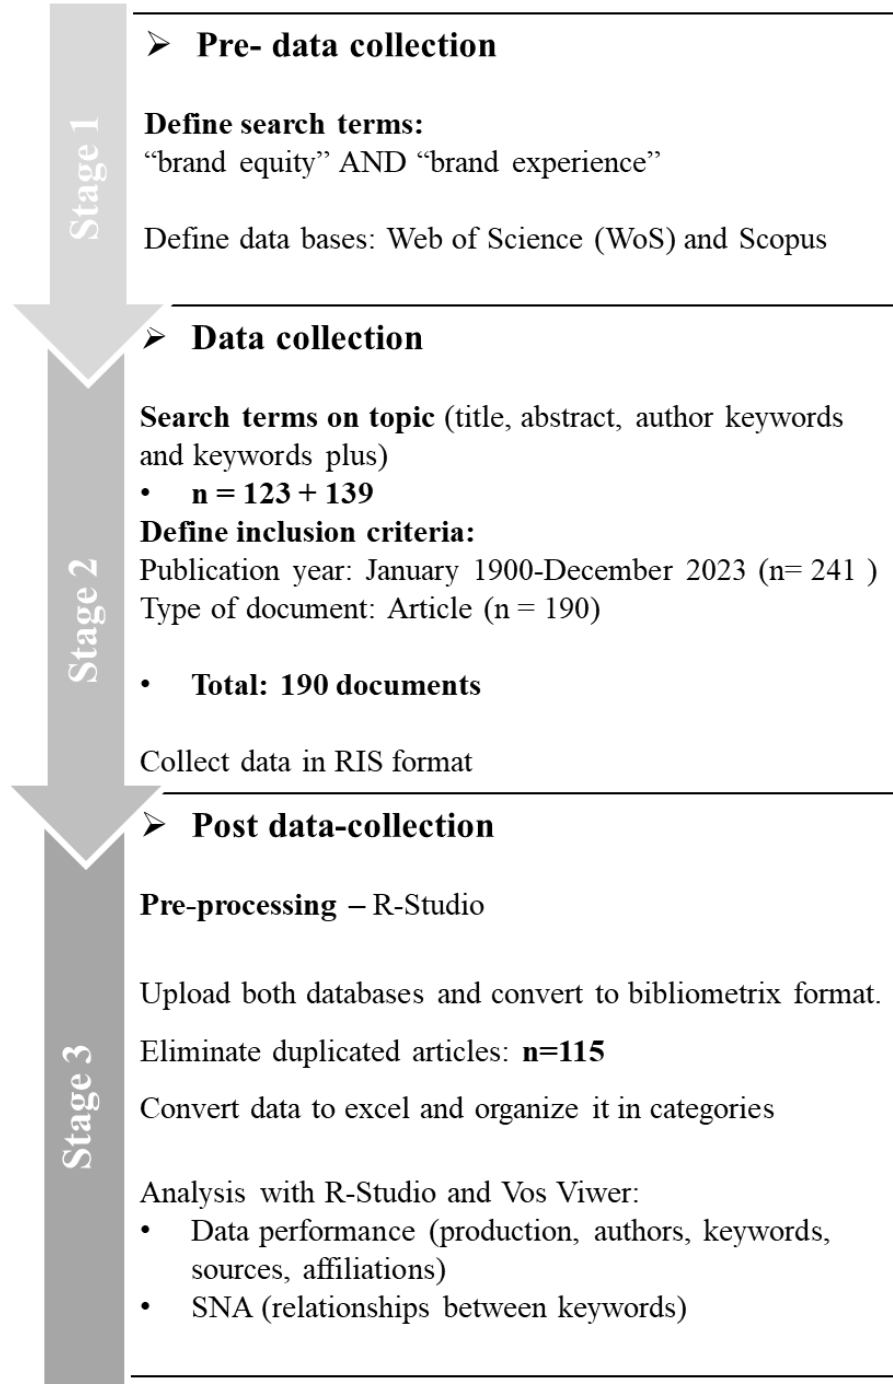 Stage 1
➢ Pre- data collection
Define search terms:
“brand equity” AND “brand experience”
Define data bases: Web of Science (WoS) and Scopus
Stage 2
➢ Data collection
Search terms on topic (title, abstract, author keywords
and keywords plus)
• n = 123 + 139
Define inclusion criteria:
Publication year: January 1900-December 2023 (n= 241 )
Type of document: Article (n = 190)
• Total: 190 documents
Collect data in RIS format
Stage 3
➢ Post data-collection
Pre-processing – R-Studio
Upload both databases and convert to bibliometrix format.
Eliminate duplicated articles: n=115
Convert data to excel and organize it in categories
Analysis with R-Studio and Vos Viwer:
• Data performance (production, authors, keywords,
sources, affiliations)
• SNA (relationships between keywords)